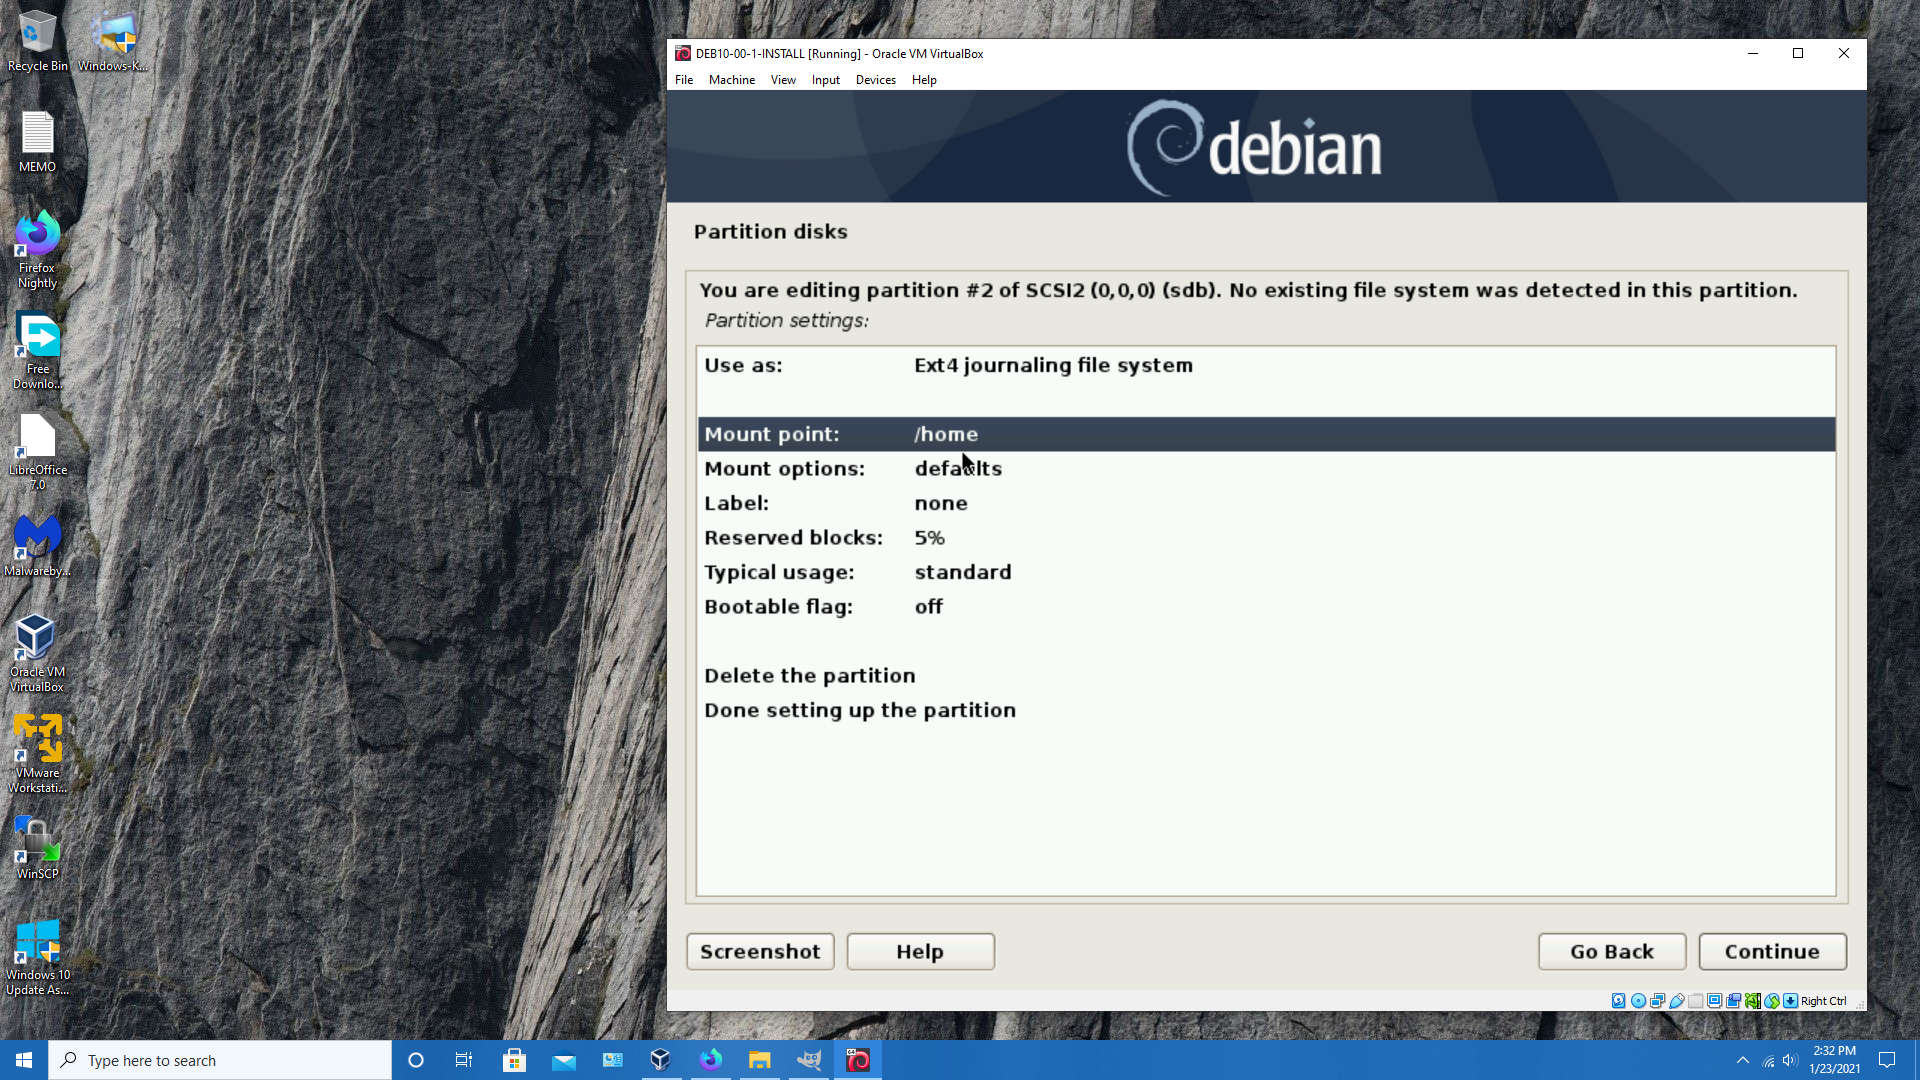 Recycle Bin
Windows-K...
MEMO
Firefox
Nightly
Free
Downlo...
LibreOffice
7.0
Malwareby...
Oracle VM
VirtualBox
VMware
Workstati...
WinSCP
Windows 10
Update As...
DEB10-00-1-INSTALL [Running] - Oracle VM VirtualBox
File Machine View Input Devices Help
debian
Partition disks
You are editing partition #2 of SCSI2 (0,0,0) (sdb). No existing file system was detected in this partition.
Partition settings:
Use as: Ext4 journaling file system
Mount point: /home
Mount options: defaults
Label: none
Reserved blocks: 5%
Typical usage: standard
Bootable flag: off
Delete the partition
Done setting up the partition
Screenshot Help Go Back Continue
Right Ctrl
Type here to search
64
2:32 PM
1/23/2021